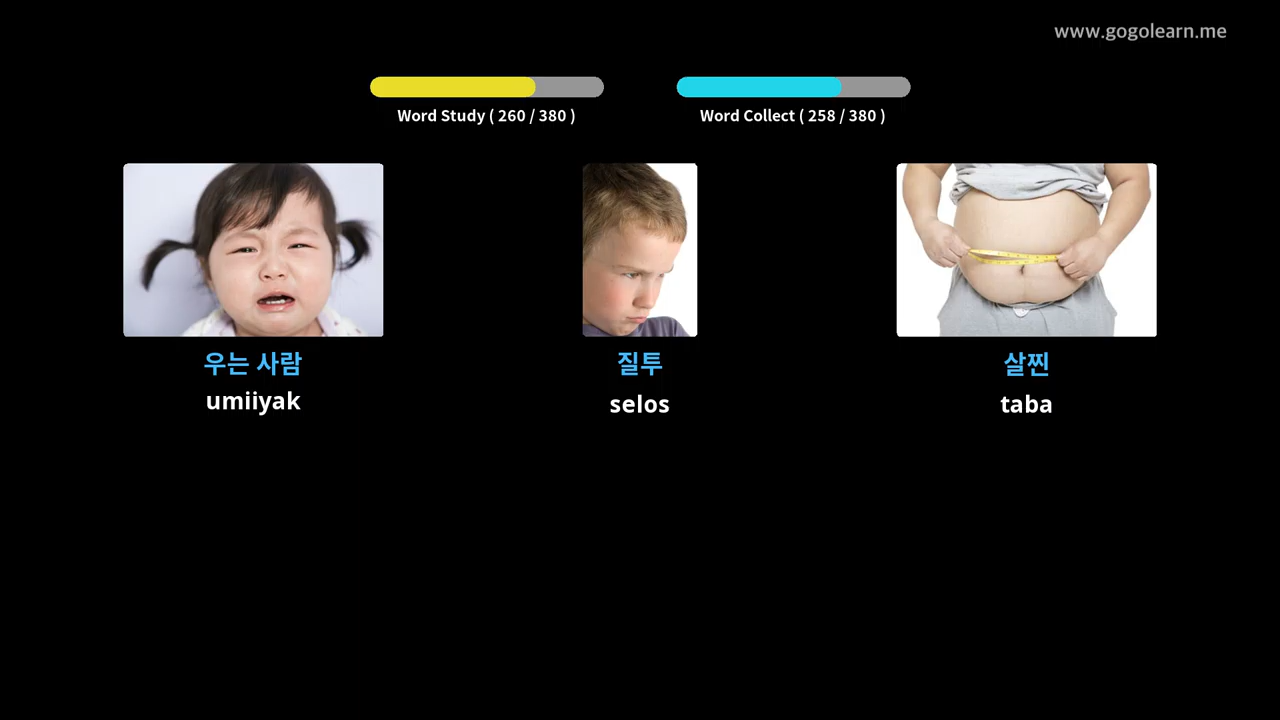 www.gogolearn.me
Word Study ( 260 / 380 )
Word Collect ( 258 / 380 )
우는 사람
umiiyak
질투
selos
살찐
taba